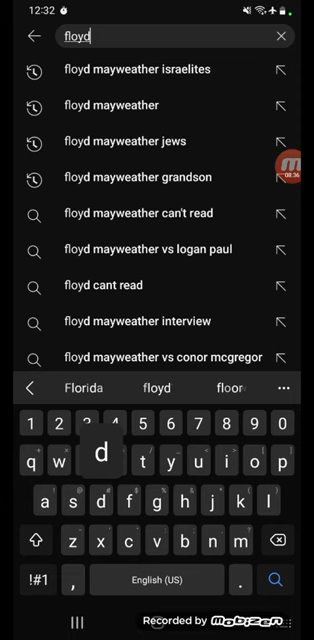 12:32
floyd
floyd mayweather israelites
floyd mayweather
floyd mayweather jews
floyd mayweather grandson
08:36
floyd mayweather can't read
floyd mayweather vs logan paul
floyd cant read
floyd mayweather interview
floyd mayweather vs conor mcgregor
Florida floyd floor
1 2 3 4 5 6 7 8 9 0
q w d t y u i o p
a s d f g h j k l
z x c v b n m
!#1 , English (US) .
Recorded by mobizen